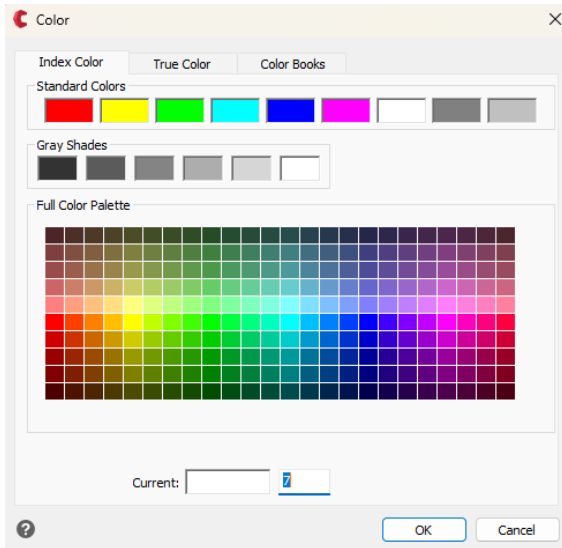 Color
Index Color True Color Color Books
Standard Colors
Gray Shades
Full Color Palette
Current: 7
OK Cancel